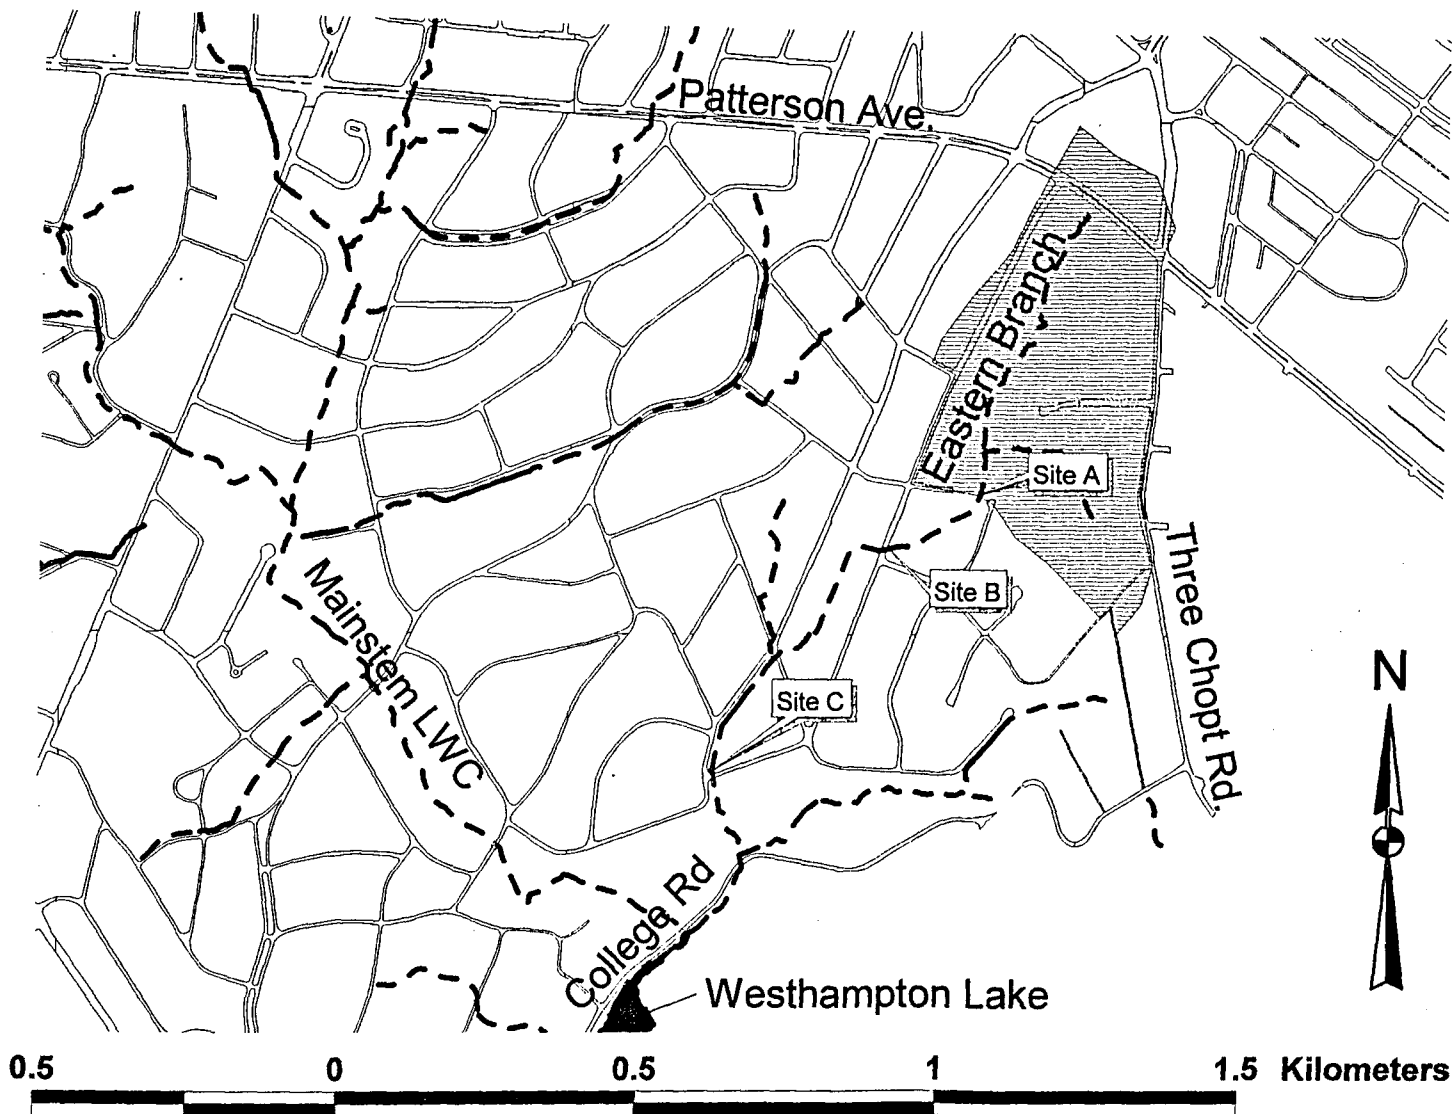 Patterson Ave.
Eastern Branch
Site A
Site B
Three Chopt Rd.
Mainstem LWC
Site C
N
College Rd
Westhampton Lake
0.5 0 0.5 1 1.5 Kilometers